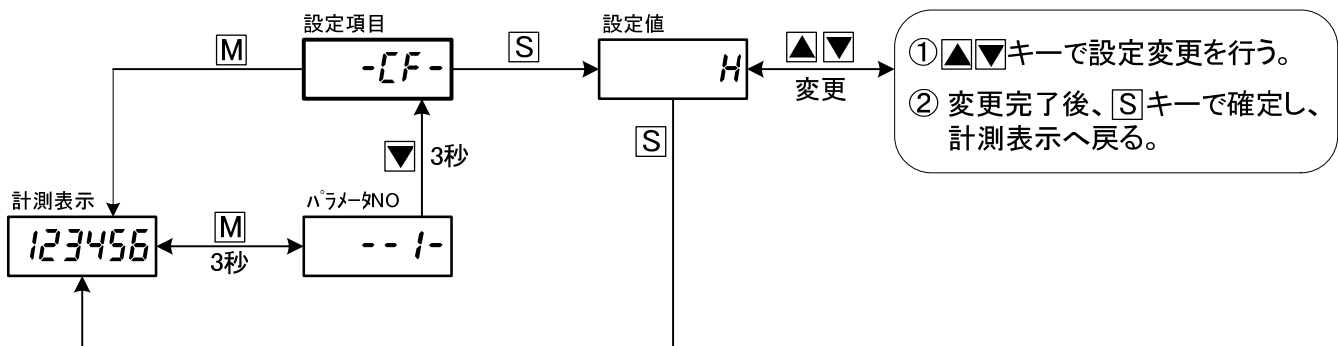 設定項目
-CF-
M
S
設定値
H
▲▼
変更
①▲▼キーで設定変更を行う。
② 変更完了後、Sキーで確定し、
計測表示へ戻る。
▼ 3秒
S
計測表示
123456
M
3秒
パラメータNO
--1-